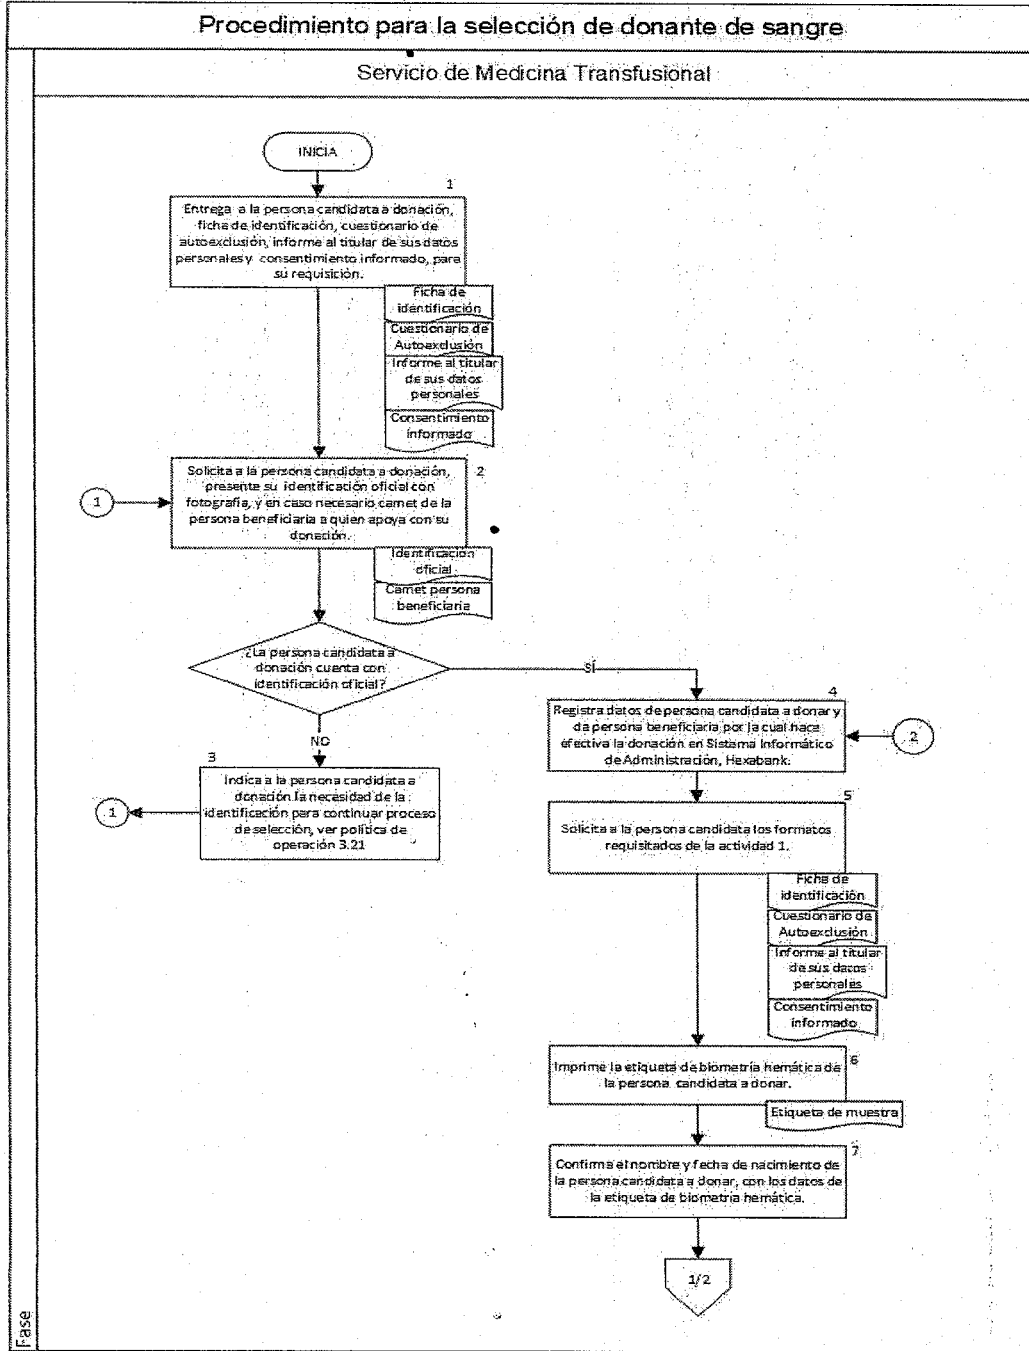 Procedimiento para la selección de donante de sangre
Servicio de Medicina Transfusional
INICIA
1
Entrega a la persona candidata a donación,
ficha de identificación, cuestionario de
autoexclusión, informe al titular de sus datos
personales y consentimiento informado, para
su requisición.
Ficha de
identificación
Cuestionario de
Autoexclusión
Informe al titular
de sus datos
personales
Consentimiento
informado
2
Solicita a la persona candidata a donación,
presente su identificación oficial con
fotografía, y en caso necesario carnet de la
persona beneficiaria a quien apoya con su
donación.
1
Identificación
oficial
Carnet persona
beneficiaria
¿La persona candidata a
donación cuenta con
identificación oficial?
SÍ
NO
3
Indica a la persona candidata a
donación la necesidad de la
identificación para continuar proceso
de selección, ver política de
operación 3.21
1
4
Registra datos de persona candidata a donar y
da persona beneficiaria por la cual hace
efectiva la donación en Sistema Informático
de Administración, Hexabank.
2
5
Solicita a la persona candidata los formatos
requisitados de la actividad 1.
Ficha de
identificación
Cuestionario de
Autoexclusión
Informe al titular
de sus datos
personales
Consentimiento
informado
6
Imprime la etiqueta de biometría hemática de
la persona candidata a donar.
Etiqueta de muestra
7
Confirma el nombre y fecha de nacimiento de
la persona candidata a donar, con los datos de
la etiqueta de biometría hemática.
1/2
Fase